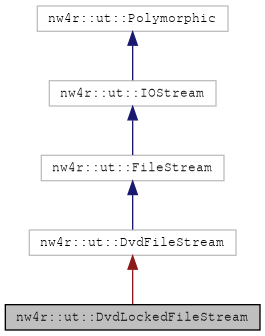 nw4r::ut::Polymorphic
nw4r::ut::IOStream
nw4r::ut::FileStream
nw4r::ut::DvdFileStream
nw4r::ut::DvdLockedFileStream